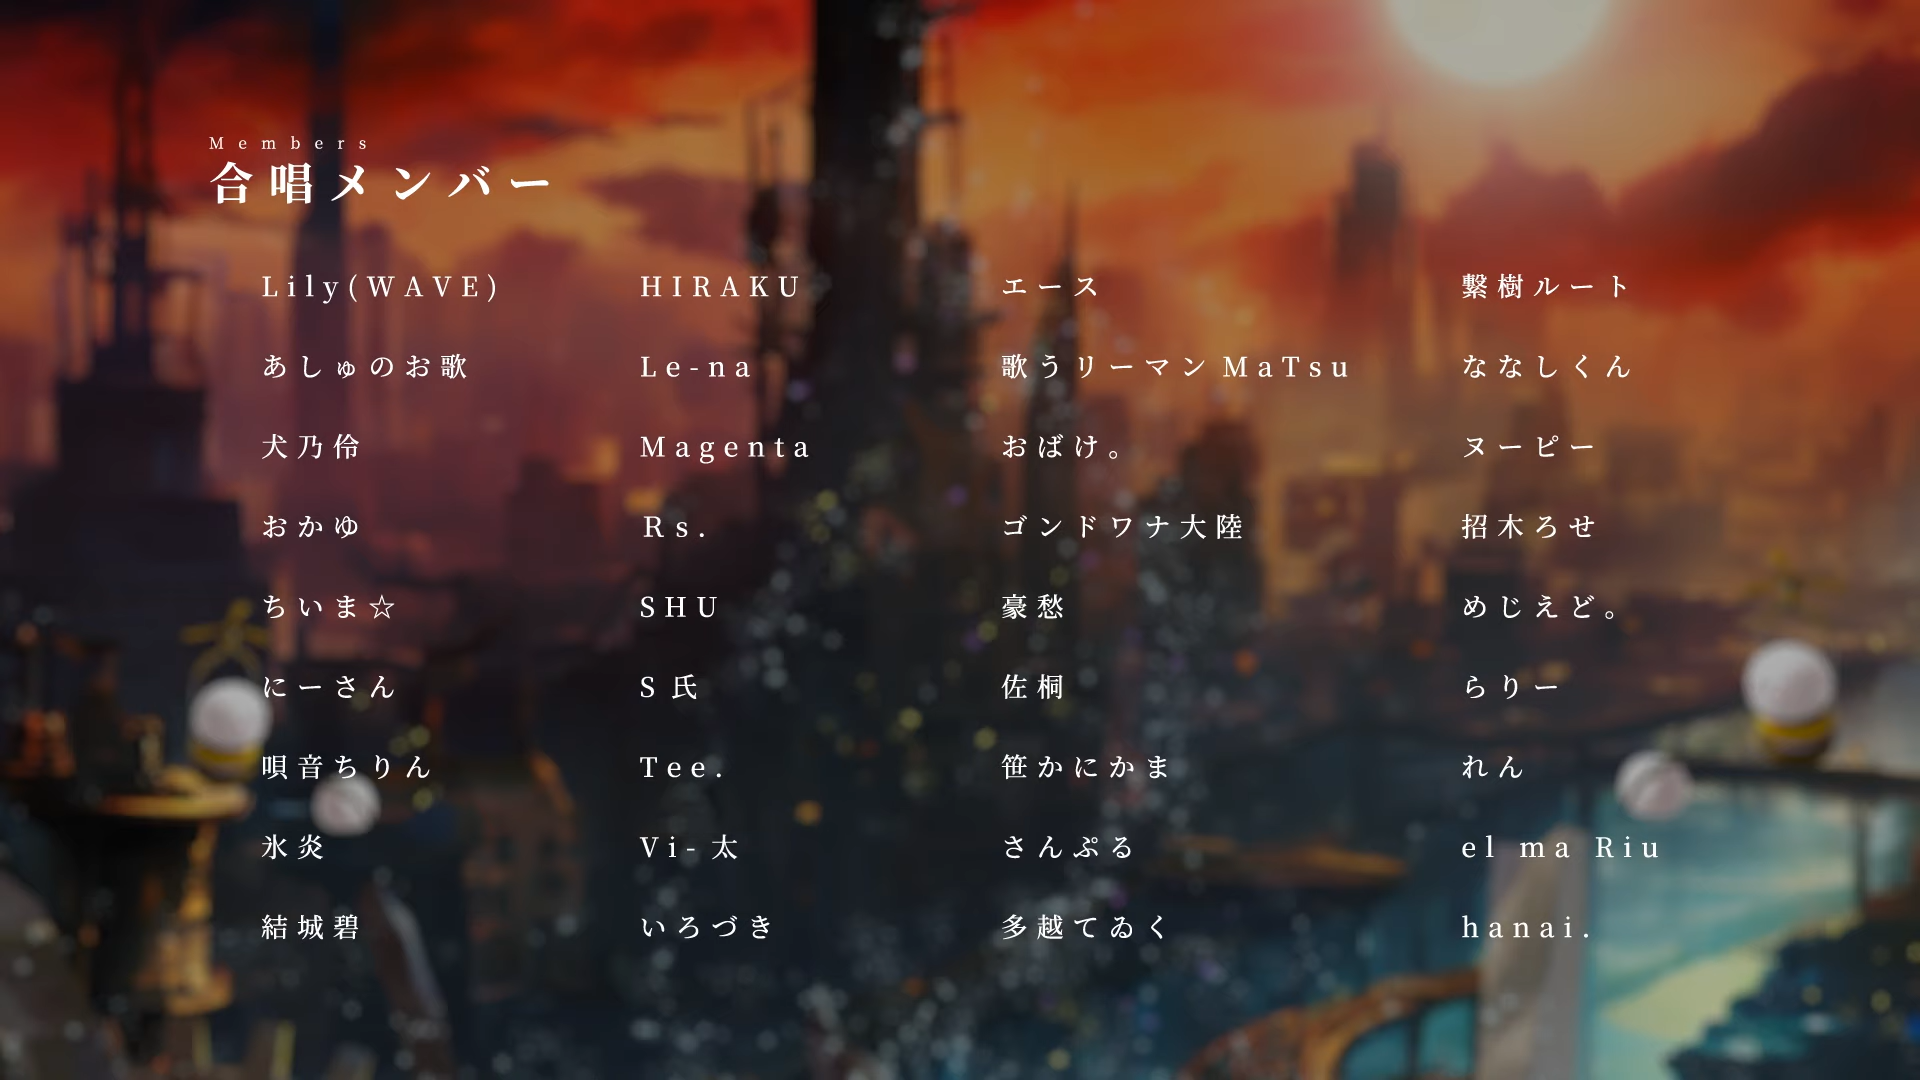 Members
合唱メンバー
Lily(WAVE)
あしゅのお歌
犬乃伶
おかゆ
ちいま☆
にーさん
唄音ちりん
氷炎
結城碧
HIRAKU
Le-na
Magenta
Rs.
SHU
S氏
Tee.
Vi-太
いろづき
エース
歌うリーマンMaTsu
おばけ。
ゴンドワナ大陸
豪愁
佐桐
笹かにかま
さんぷる
多越てゐく
繋樹ルート
ななしくん
ヌーピー
招木ろせ
めじえど。
らりー
れん
el ma Riu
hanai.